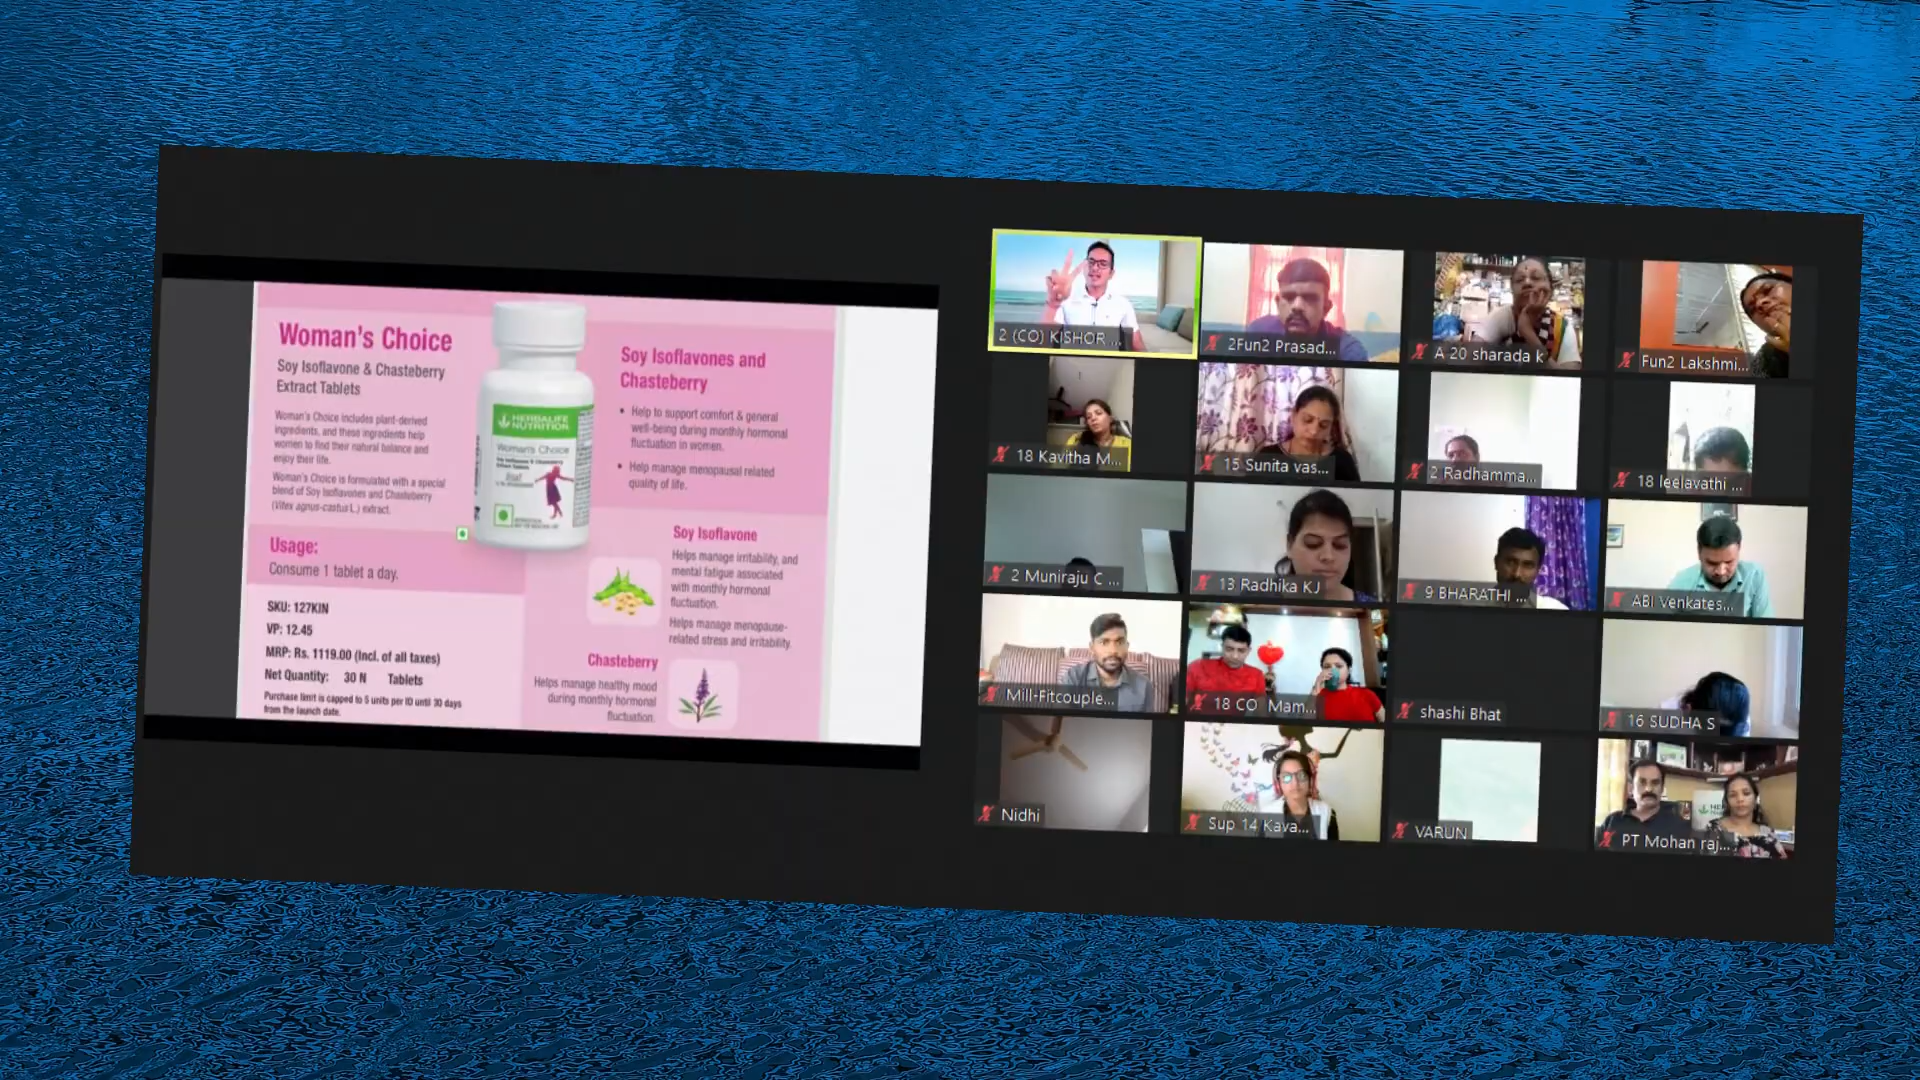 Woman's Choice
Soy Isoflavone & Chasteberry
Extract Tablets
Woman's Choice includes plant-derived
ingredients, and these ingredients help
women to find their natural balance and
enjoy their life.
Woman's Choice is formulated with a special
blend of Soy Isoflavones and Chasteberry
(Vitex agnus-castus L.) extract.
Usage:
Consume 1 tablet a day.
SKU: 127KIN
VP: 12.45
MRP: Rs. 1119.00 (Incl. of all taxes)
Net Quantity: 30 N Tablets
Purchase limit is capped to 5 units per ID until 30 days
from the launch date.
HERBALIFE
NUTRITION
Woman's Choice
Soy Isoflavone & Chasteberry
Extract Tablets
Soy Isoflavones and
Chasteberry
• Help to support comfort & general
well-being during monthly hormonal
fluctuation in women.
• Help manage menopausal related
quality of life.
Soy Isoflavone
Helps manage irritability, and
mental fatigue associated
with monthly hormonal
fluctuation.
Helps manage menopause-
related stress and irritability.
Chasteberry
Helps manage healthy mood
during monthly hormonal
fluctuation.
2 (CO) KISHOR ...
2Fun2 Prasad...
A 20 sharada k
Fun2 Lakshmi...
18 Kavitha M...
15 Sunita vas...
2 Radhamma...
18 leelavathi ...
2 Muniraju C ...
13 Radhika KJ
9 BHARATHI ...
ABI Venkates...
Mill-Fitcouple...
18 CO Mam...
shashi Bhat
16 SUDHA S
Nidhi
Sup 14 Kava...
VARUN
PT Mohan raj...